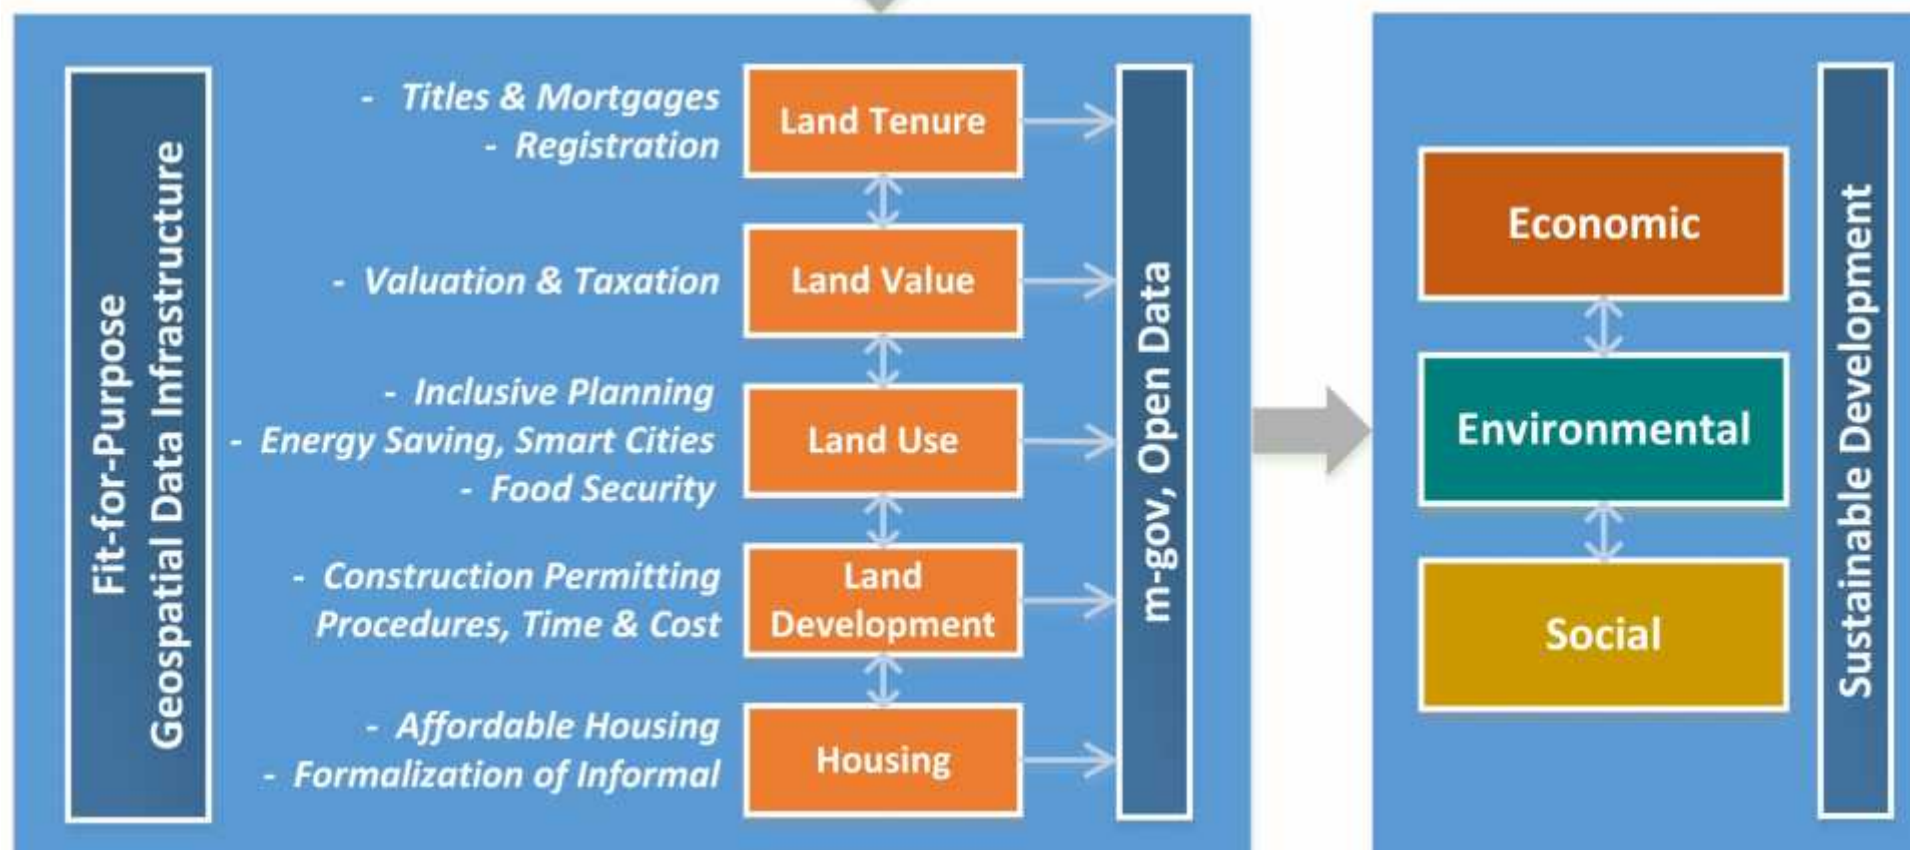 Fit-for-Purpose
Geospatial Data Infrastructure
- Titles & Mortgages
- Registration
Land Tenure
- Valuation & Taxation
Land Value
- Inclusive Planning
- Energy Saving, Smart Cities
- Food Security
Land Use
- Construction Permitting
Procedures, Time & Cost
Land
Development
- Affordable Housing
- Formalization of Informal
Housing
m-gov, Open Data
Economic
Environmental
Social
Sustainable Development